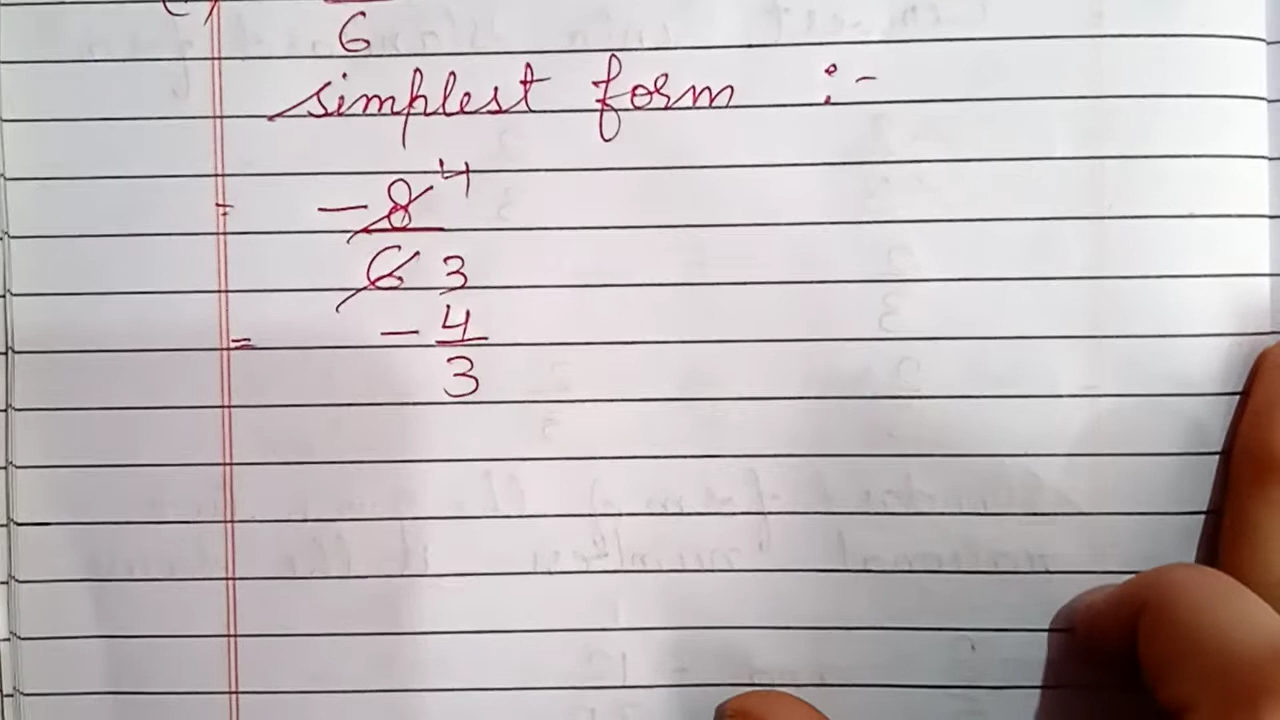 6
simplest form :-
= -8 4
6 3
= -4
3